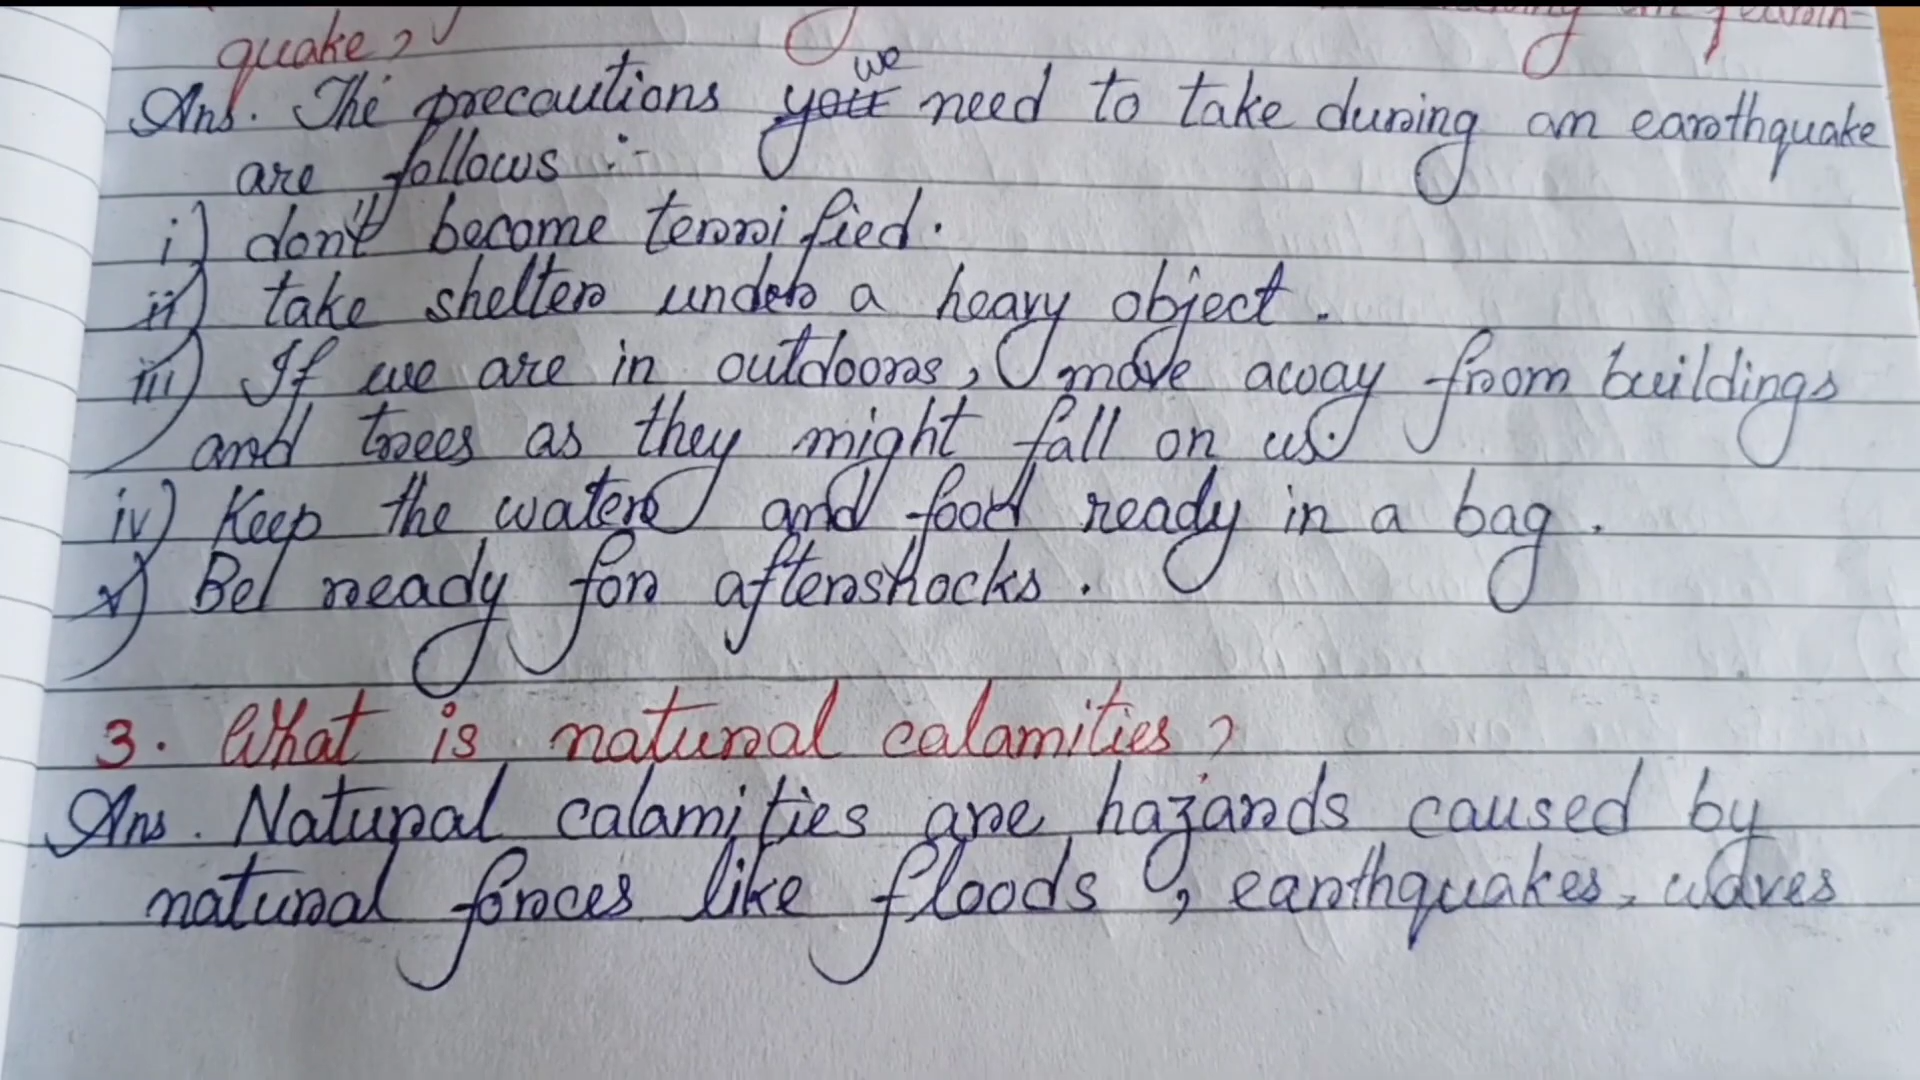 quake?
we
Ans. The precautions you need to take during an earthquake
are follows :-
i) don't become terrified.
ii) take shelter under a heavy object.
iii) If we are in outdoors, move away from buildings
and trees as they might fall on us.
iv) Keep the water and food ready in a bag.
v) Be ready for aftershocks.
3. What is natural calamities?
Ans. Natural calamities are hazards caused by
natural forces like floods, earthquakes, waves